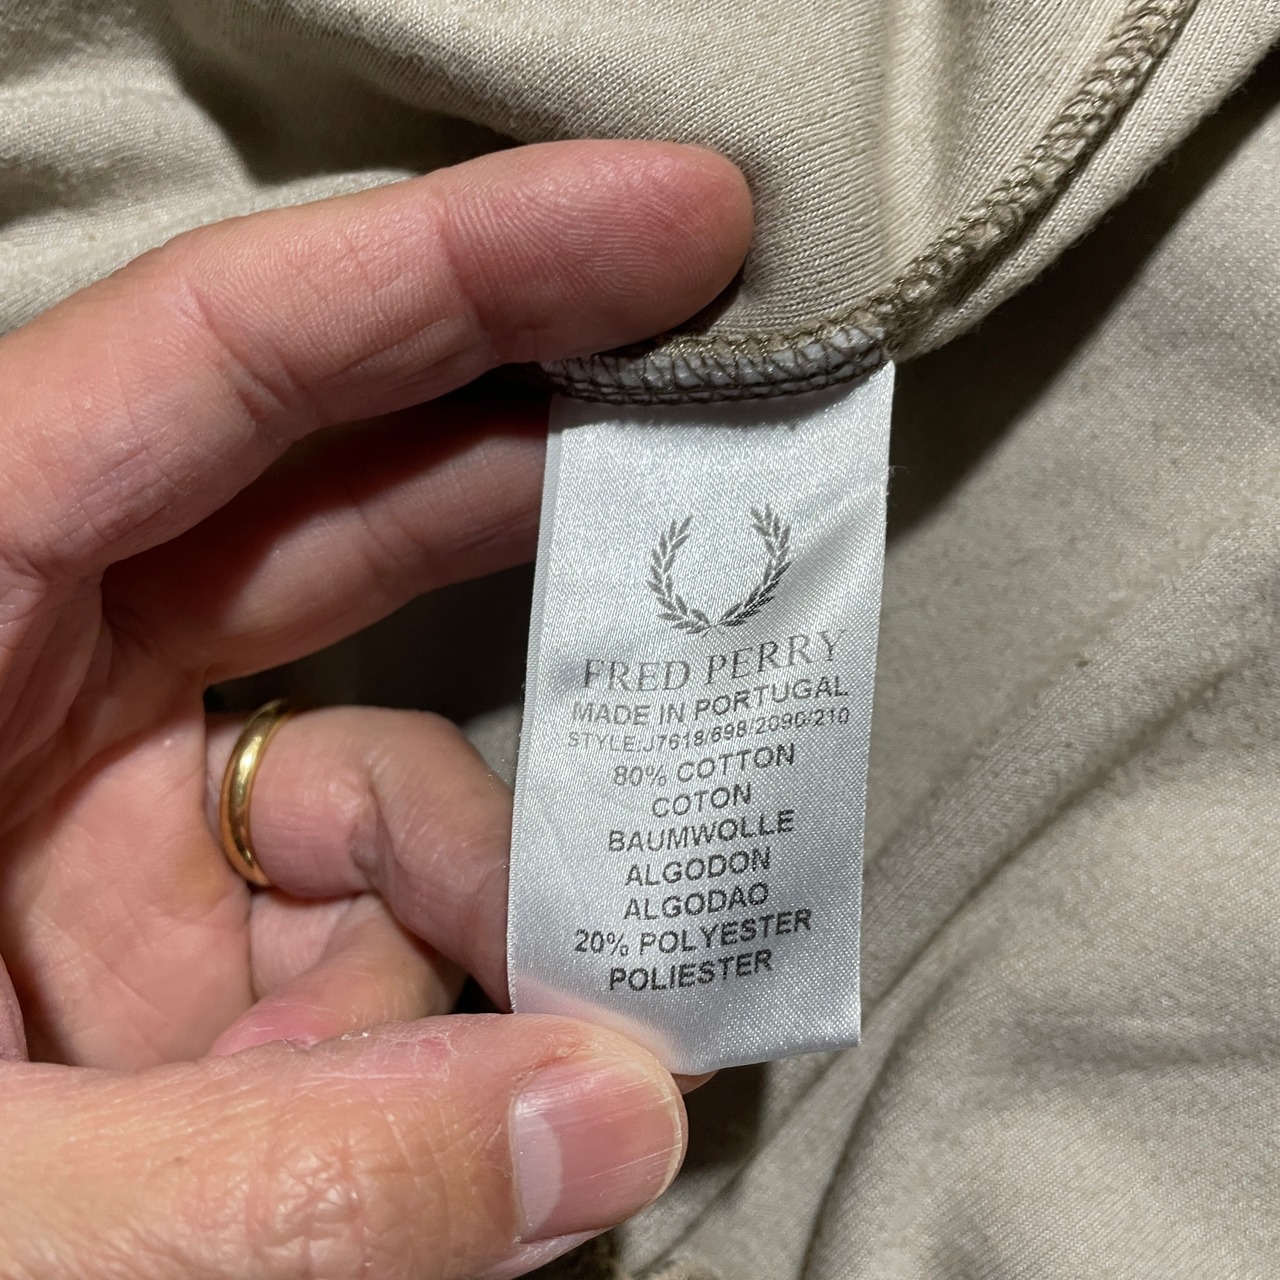 FRED PERRY
MADE IN PORTUGAL
STYLE:J7618/698/2090/210
80% COTTON
COTON
BAUMWOLLE
ALGODON
ALGODAO
20% POLYESTER
POLIESTER